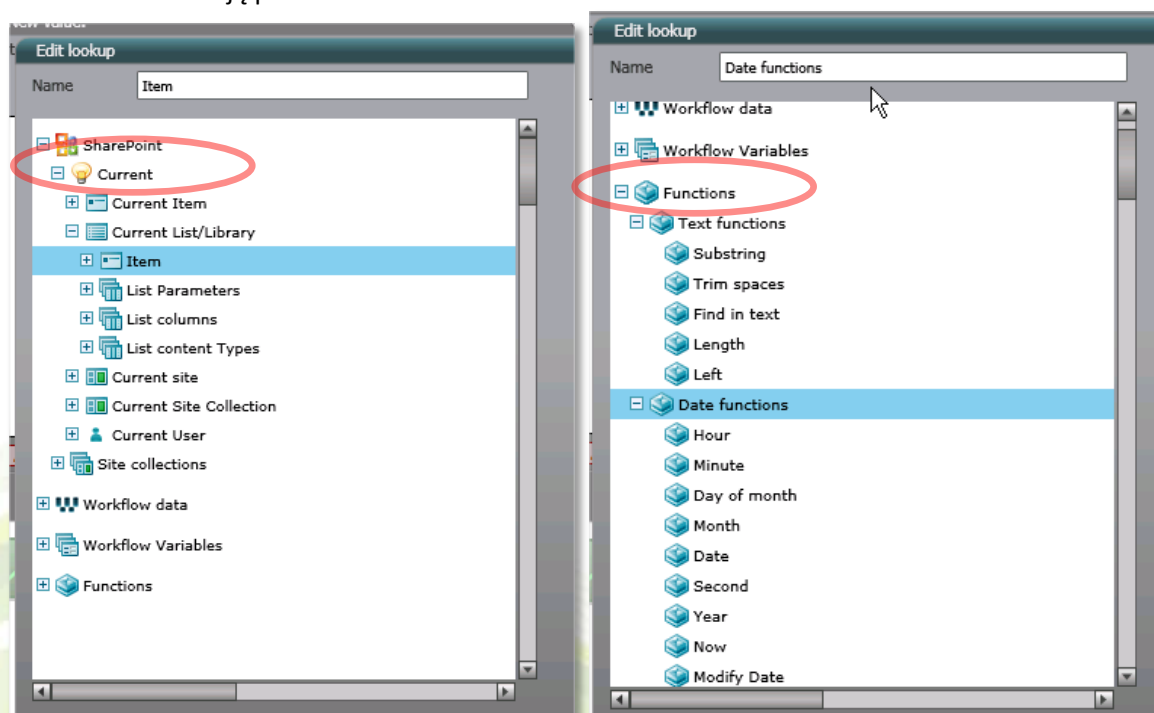 New value.
Edit lookup
Name Item
SharePoint
Current
Current Item
Current List/Library
Item
List Parameters
List columns
List content Types
Current site
Current Site Collection
Current User
Site collections
Workflow data
Workflow Variables
Functions
Edit lookup
Name Date functions
Workflow data
Workflow Variables
Functions
Text functions
Substring
Trim spaces
Find in text
Length
Left
Date functions
Hour
Minute
Day of month
Month
Date
Second
Year
Now
Modify Date